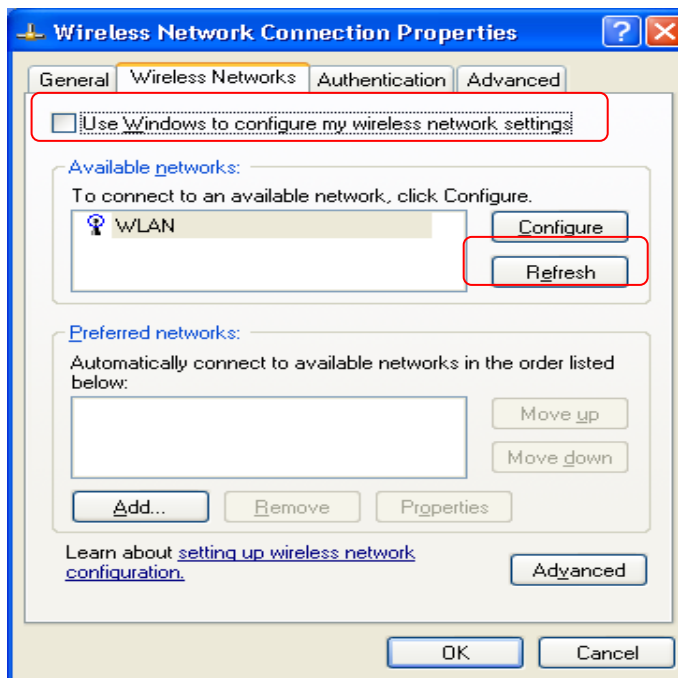 Wireless Network Connection Properties
General Wireless Networks Authentication Advanced
Use Windows to configure my wireless network settings
Available networks:
To connect to an available network, click Configure.
WLAN
Configure
Refresh
Preferred networks:
Automatically connect to available networks in the order listed
below:
Move up
Move down
Add... Remove Properties
Learn about setting up wireless network
configuration.
Advanced
OK Cancel